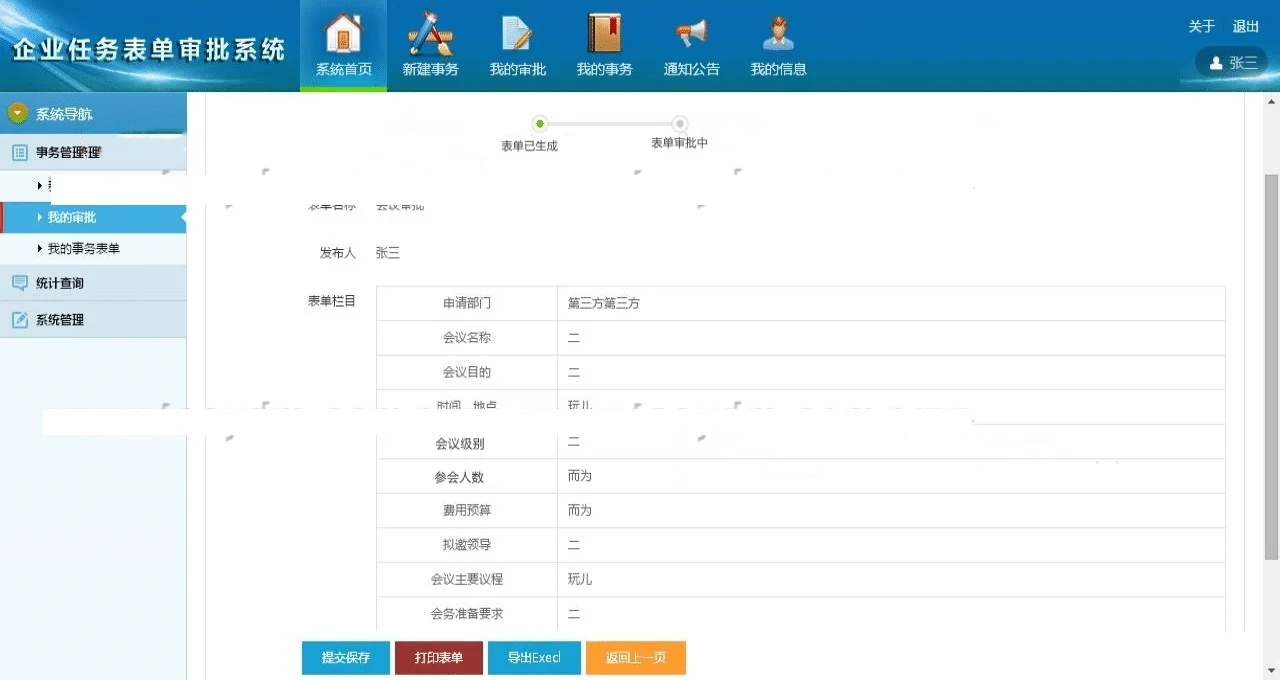 企业任务表单审批系统
系统首页
新建事务
我的审批
我的事务
通知公告
我的信息
关于 退出
张三
系统导航
事务管理理
我的审批
我的事务表单
统计查询
系统管理
表单已生成
表单审批中
表单名称 会议审批
发布人 张三
表单栏目
申请部门 第三方第三方
会议名称 二
会议目的 二
时间、地点 玩儿
会议级别 二
参会人数 而为
费用预算 而为
拟邀领导 二
会议主要议程 玩儿
会务准备要求 二
提交保存 打印表单 导出Execl 返回上一页